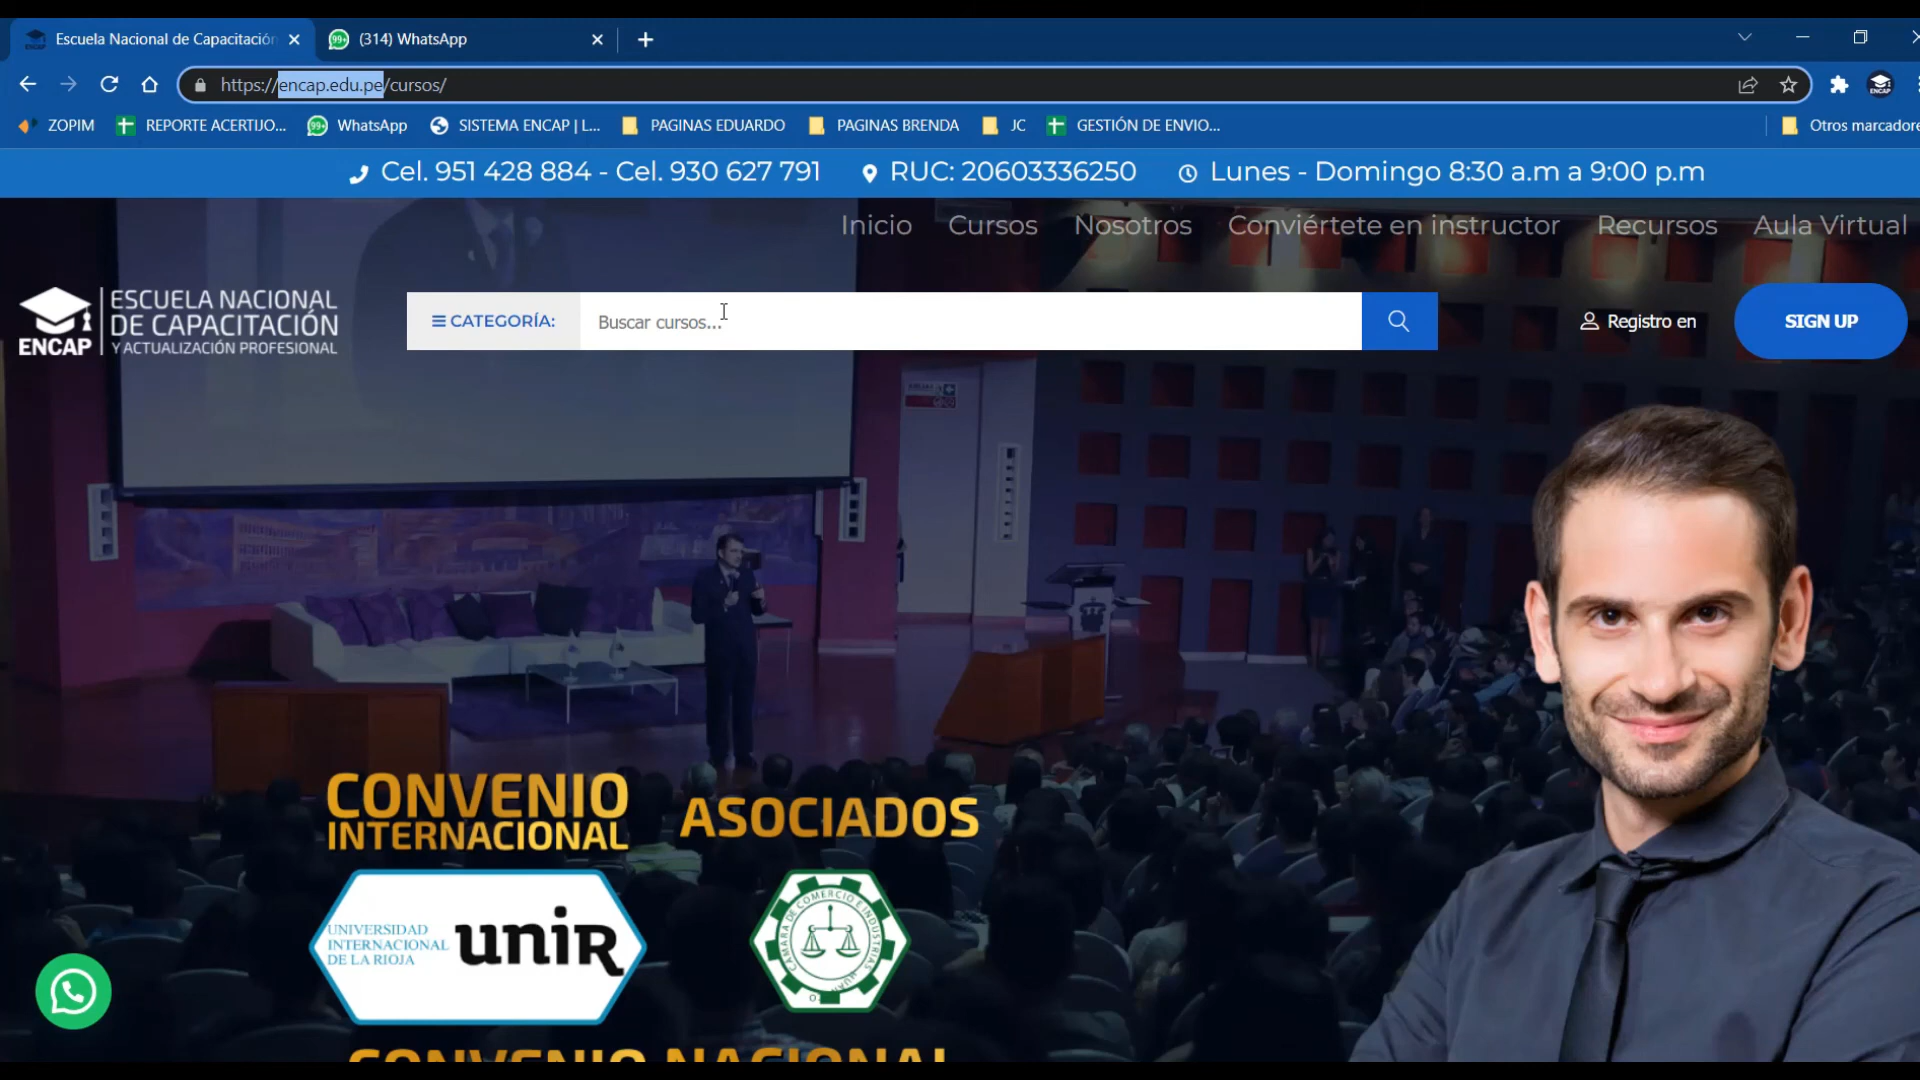 Escuela Nacional de Capacitación
(314) WhatsApp
https://encap.edu.pe/cursos/
ZOPIM
REPORTE ACERTIJO...
WhatsApp
SISTEMA ENCAP | L...
PAGINAS EDUARDO
PAGINAS BRENDA
JC
GESTIÓN DE ENVIO...
Otros marcadore
Cel. 951 428 884 - Cel. 930 627 791
RUC: 20603336250
Lunes - Domingo 8:30 a.m a 9:00 p.m
Inicio
Cursos
Nosotros
Conviértete en instructor
Recursos
Aula Virtual
ENCAP
ESCUELA NACIONAL
DE CAPACITACIÓN
Y ACTUALIZACIÓN PROFESIONAL
CATEGORÍA:
Buscar cursos...
Registro en
SIGN UP
CONVENIO
INTERNACIONAL
ASOCIADOS
UNIVERSIDAD
INTERNACIONAL
DE LA RIOJA
unir
CÁMARA DE COMERCIO E INDUSTRIAS
CONVENIO NACIONAL